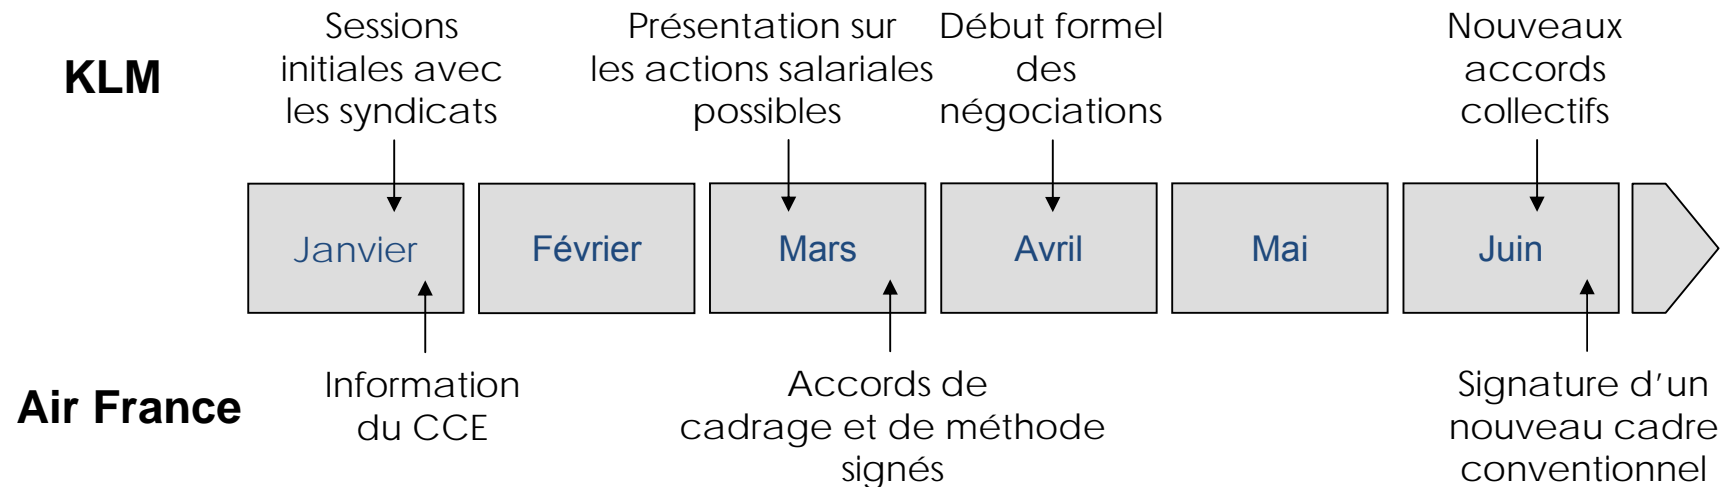 KLM
Sessions
initiales avec
les syndicats
Présentation sur
les actions salariales
possibles
Début formel
des
négociations
Nouveaux
accords
collectifs
Janvier
Février
Mars
Avril
Mai
Juin
Air France
Information
du CCE
Accords de
cadrage et de méthode
signés
Signature d’un
nouveau cadre
conventionnel